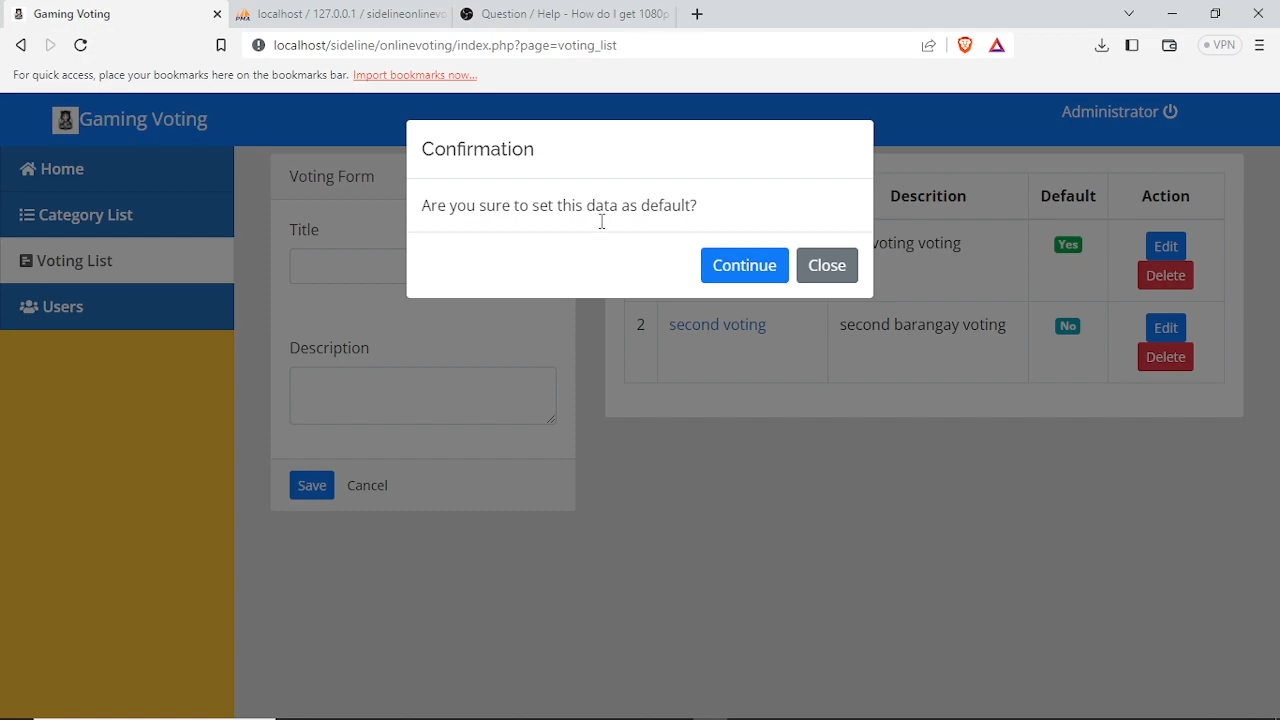 Gaming Voting
localhost / 127.0.0.1 / sidelineonlinevo
Question / Help - How do I get 1080p
localhost/sideline/onlinevoting/index.php?page=voting_list
VPN
For quick access, place your bookmarks here on the bookmarks bar. Import bookmarks now...
Gaming Voting
Administrator
Home
Category List
Voting List
Users
Confirmation
Are you sure to set this data as default?
Continue
Close
Voting Form
Title
Description
Save
Cancel
Descrition
Default
Action
voting voting
Yes
Edit
Delete
2
second voting
second barangay voting
No
Edit
Delete